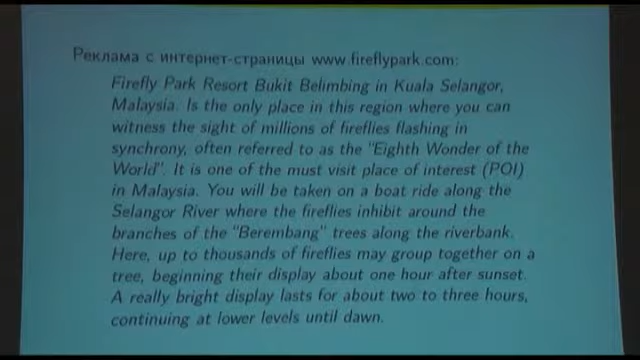 Реклама с интернет-страницы www.fireflypark.com:
Firefly Park Resort Bukit Belimbing in Kuala Selangor,
Malaysia. Is the only place in this region where you can
witness the sight of millions of fireflies flashing in
synchrony, often referred to as the "Eighth Wonder of the
World". It is one of the must visit place of interest (POI)
in Malaysia. You will be taken on a boat ride along the
Selangor River where the fireflies inhibit around the
branches of the "Berembang" trees along the riverbank.
Here, up to thousands of fireflies may group together on a
tree, beginning their display about one hour after sunset.
A really bright display lasts for about two to three hours,
continuing at lower levels until dawn.